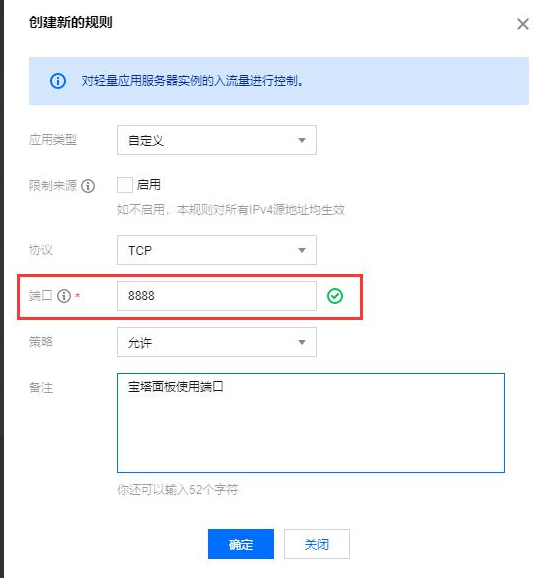 创建新的规则
对轻量应用服务器实例的入流量进行控制。
应用类型 自定义
限制来源 启用
如不启用，本规则对所有IPv4源地址均生效
协议 TCP
端口 * 8888
策略 允许
备注 宝塔面板使用端口
你还可以输入52个字符
确定 关闭